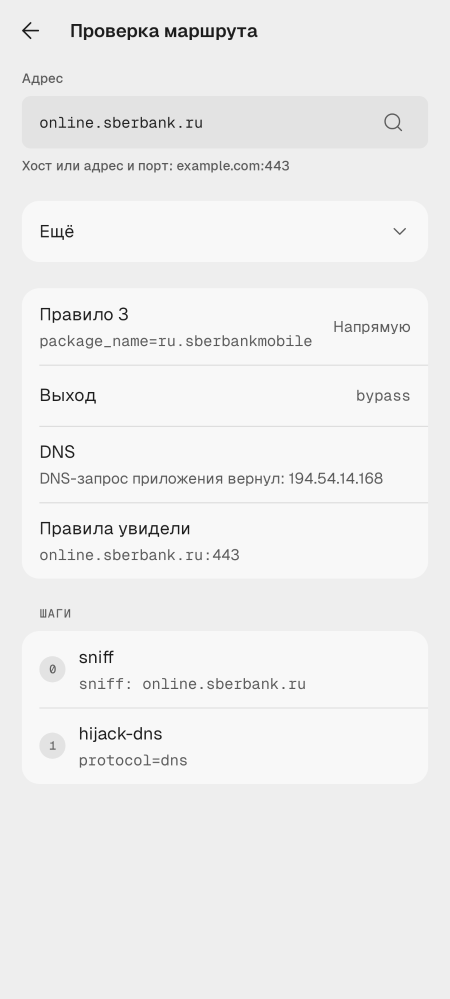 Проверка маршрута
Адрес
online.sberbank.ru
Хост или адрес и порт: example.com:443
Ещё
Правило 3
package_name=ru.sberbankmobile
Напрямую
Выход
bypass
DNS
DNS-запрос приложения вернул: 194.54.14.168
Правила увидели
online.sberbank.ru:443
ШАГИ
0
sniff
sniff: online.sberbank.ru
1
hijack-dns
protocol=dns